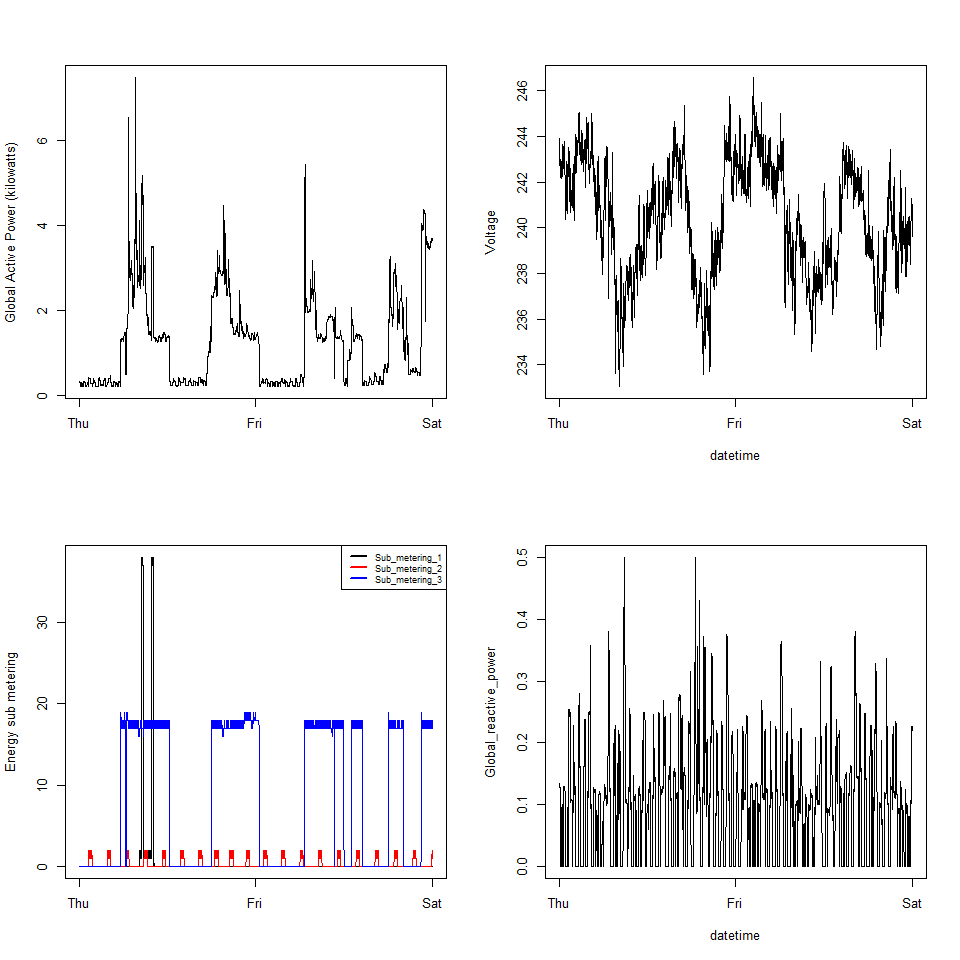 Global Active Power (kilowatts)
0
2
4
6
Thu
Fri
Sat
Voltage
234
236
238
240
242
244
246
Thu
Fri
Sat
datetime
Energy sub metering
0
10
20
30
Sub_metering_1
Sub_metering_2
Sub_metering_3
Thu
Fri
Sat
Global_reactive_power
0.0
0.1
0.2
0.3
0.4
0.5
Thu
Fri
Sat
datetime